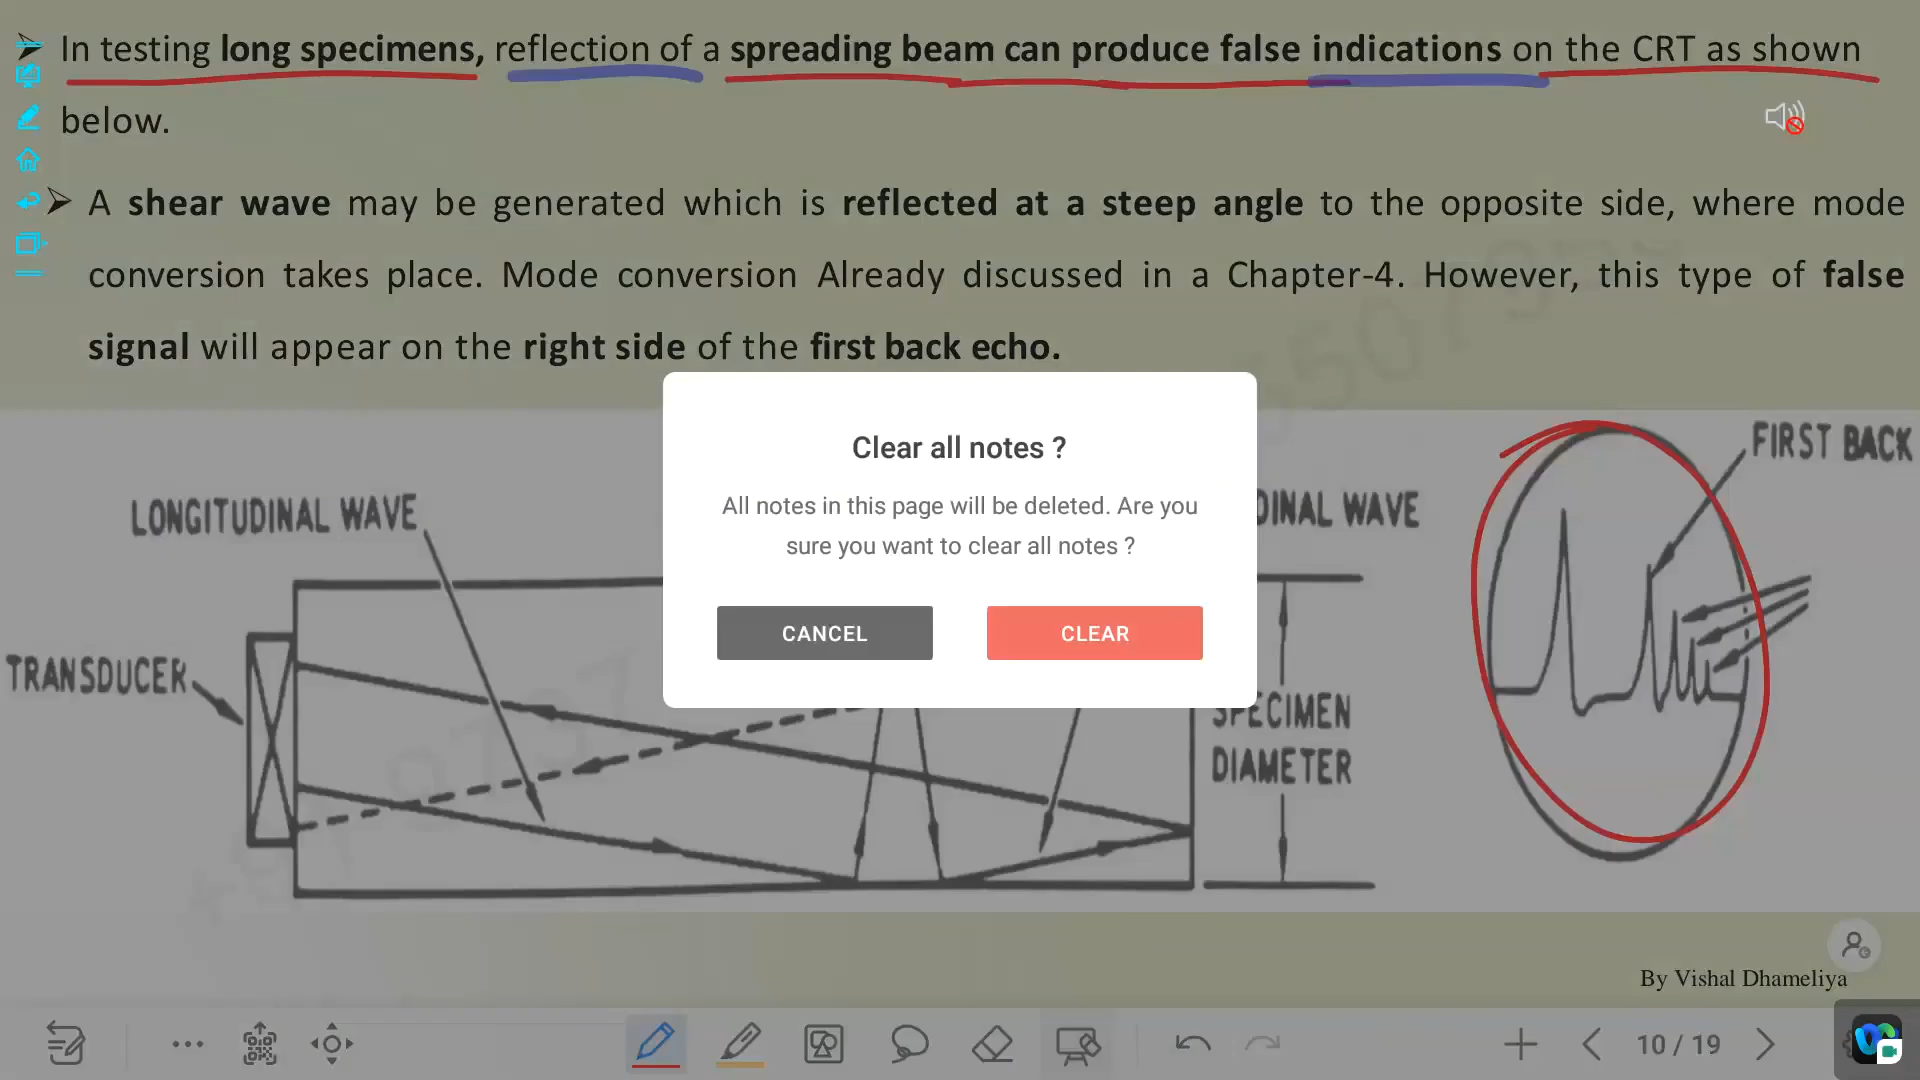 In testing long specimens, reflection of a spreading beam can produce false indications on the CRT as shown
below.
A shear wave may be generated which is reflected at a steep angle to the opposite side, where mode
conversion takes place. Mode conversion Already discussed in a Chapter-4. However, this type of false
signal will appear on the right side of the first back echo.
Clear all notes ?
All notes in this page will be deleted. Are you
sure you want to clear all notes ?
CANCEL
CLEAR
LONGITUDINAL WAVE
DINAL WAVE
FIRST BACK
TRANSDUCER
SPECIMEN
DIAMETER
By Vishal Dhameliya
10 / 19